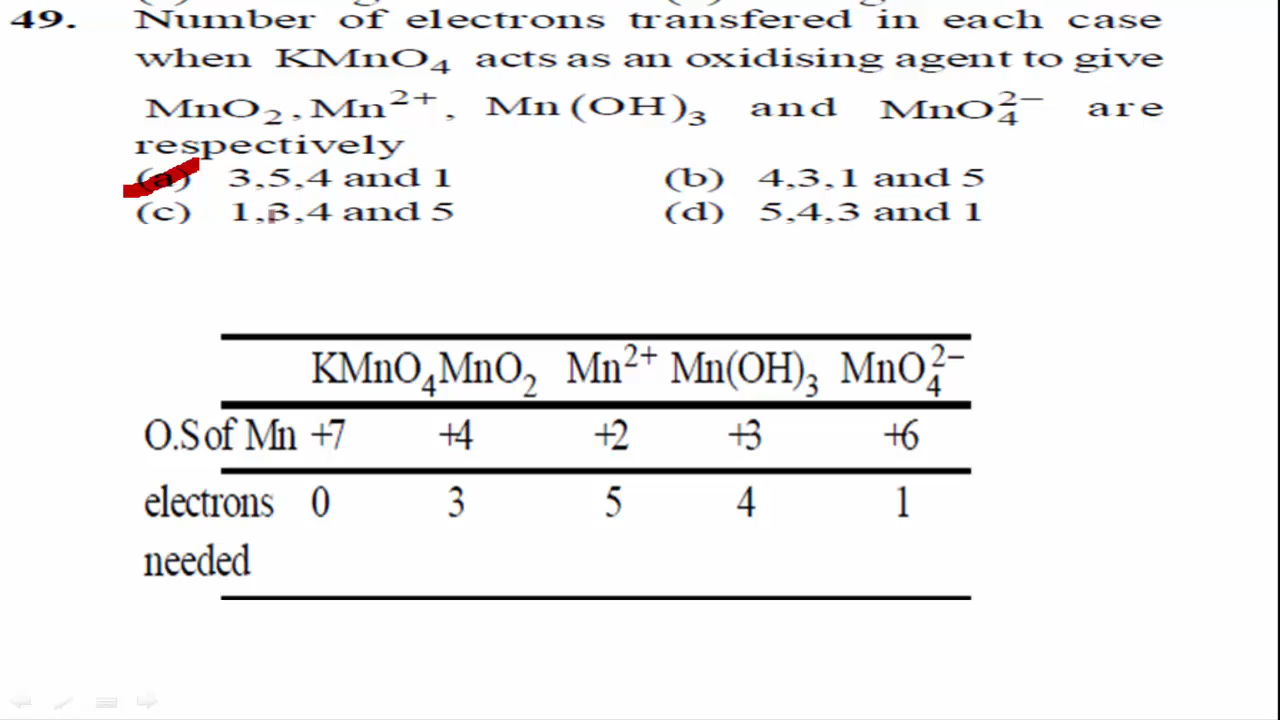 49. Number of electrons transfered in each case
when KMnO₄ acts as an oxidising agent to give
MnO₂, Mn²⁺, Mn(OH)₃ and MnO₄²⁻ are
respectively
(a) 3,5,4 and 1 (b) 4,3,1 and 5
(c) 1,3,4 and 5 (d) 5,4,3 and 1
KMnO₄ MnO₂ Mn²⁺ Mn(OH)₃ MnO₄²⁻
O.S of Mn +7 +4 +2 +3 +6
electrons 0 3 5 4 1
needed